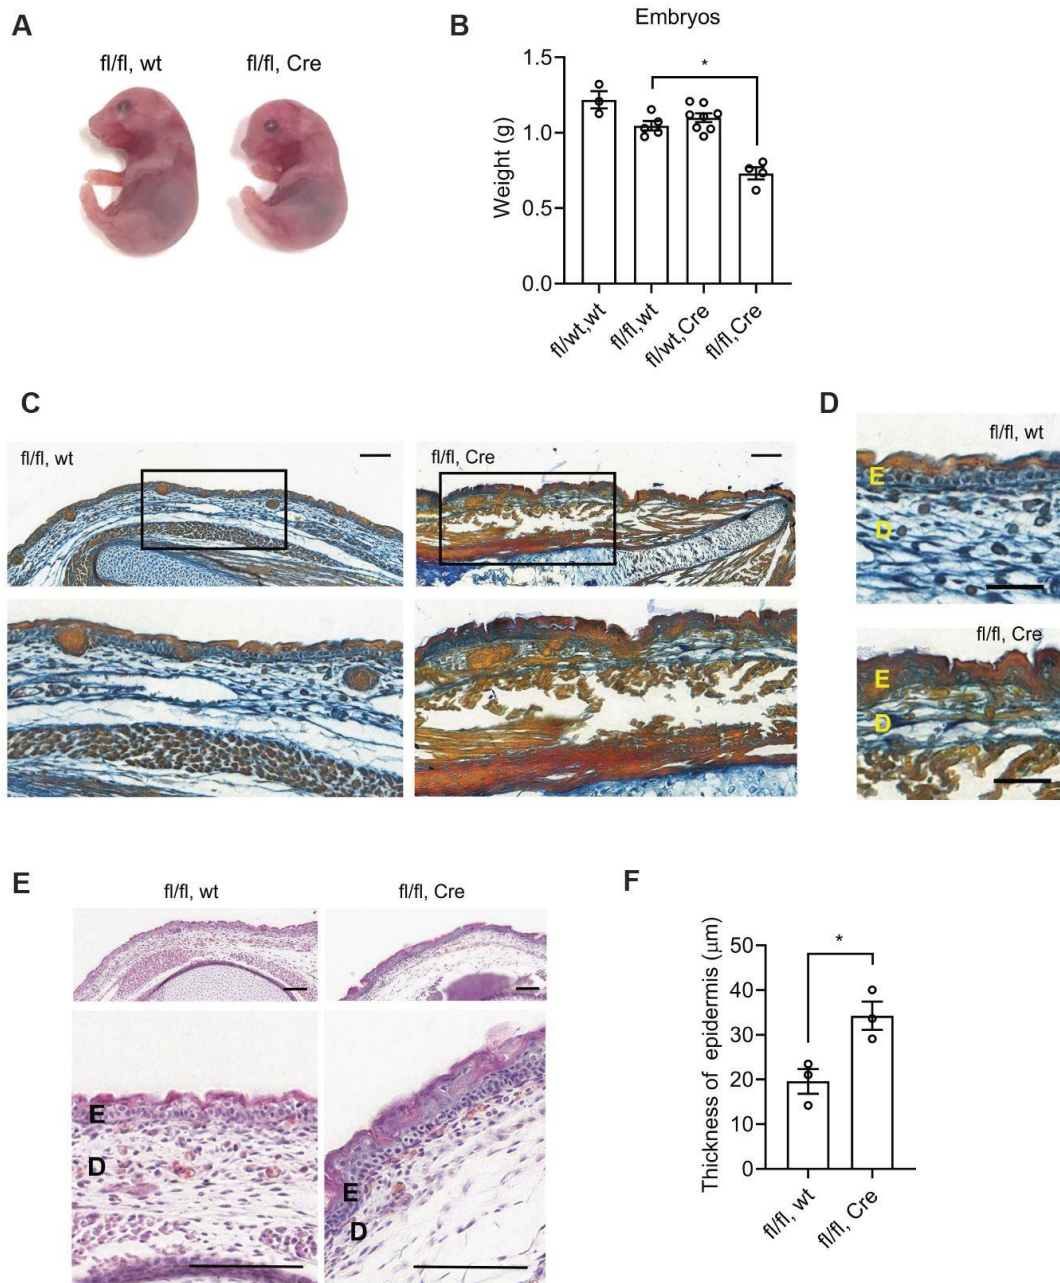 A
fl/fl, wt
fl/fl, Cre
B
Embryos
Weight (g)
1.5
1.0
0.5
0.0
*
fl/wt,wt
fl/fl,wt
fl/wt,Cre
fl/fl,Cre
C
fl/fl, wt
fl/fl, Cre
D
fl/fl, wt
E
D
fl/fl, Cre
E
D
E
fl/fl, wt
fl/fl, Cre
E
D
E
D
F
Thickness of epidermis (μm)
50
40
30
20
10
0
*
fl/fl, wt
fl/fl, Cre